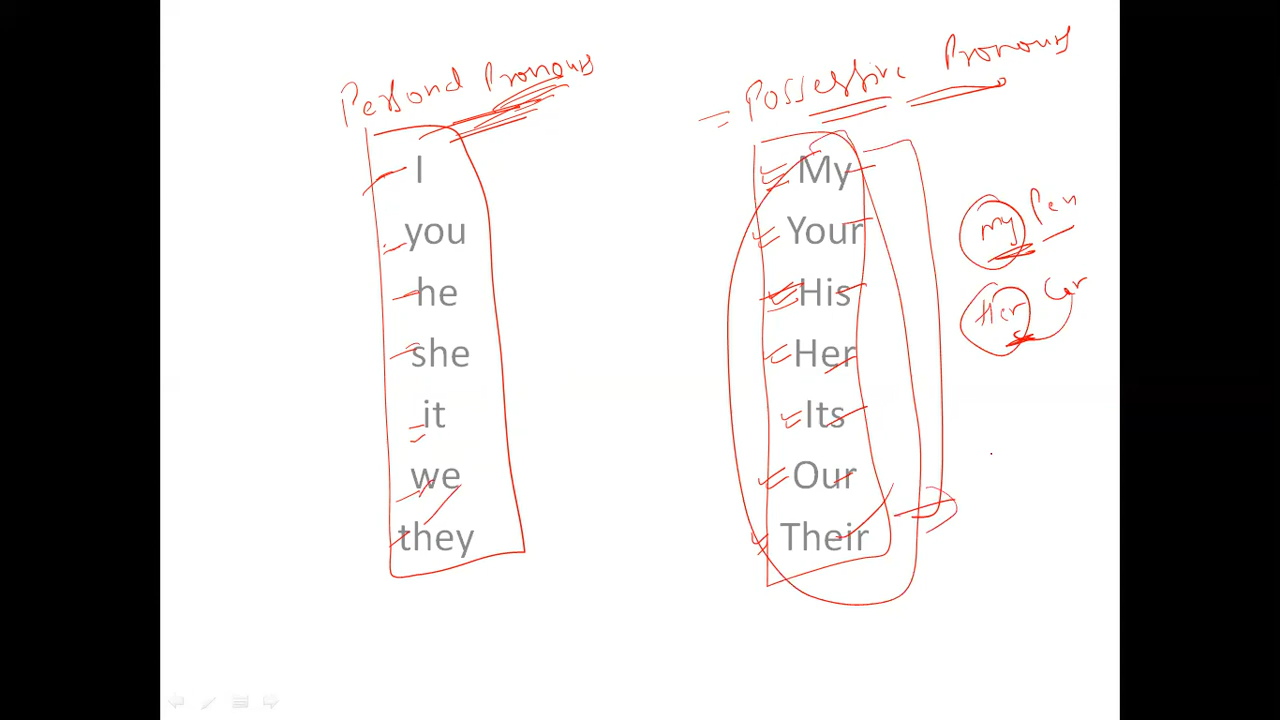 Personal Pronouns
I
you
he
she
it
we
they
Possessive Pronouns
My
Your
His
Her
Its
Our
Their
my Pen
Her Car